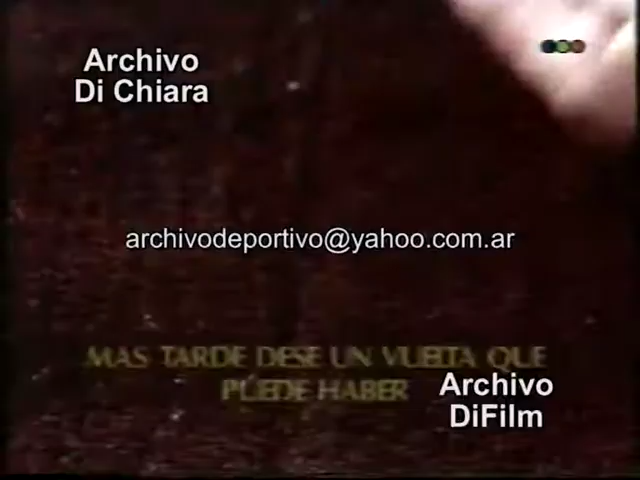 Archivo
Di Chiara
archivodeportivo@yahoo.com.ar
MAS TARDE DESE UN VUELTA QUE
PUEDE HABER
Archivo
DiFilm